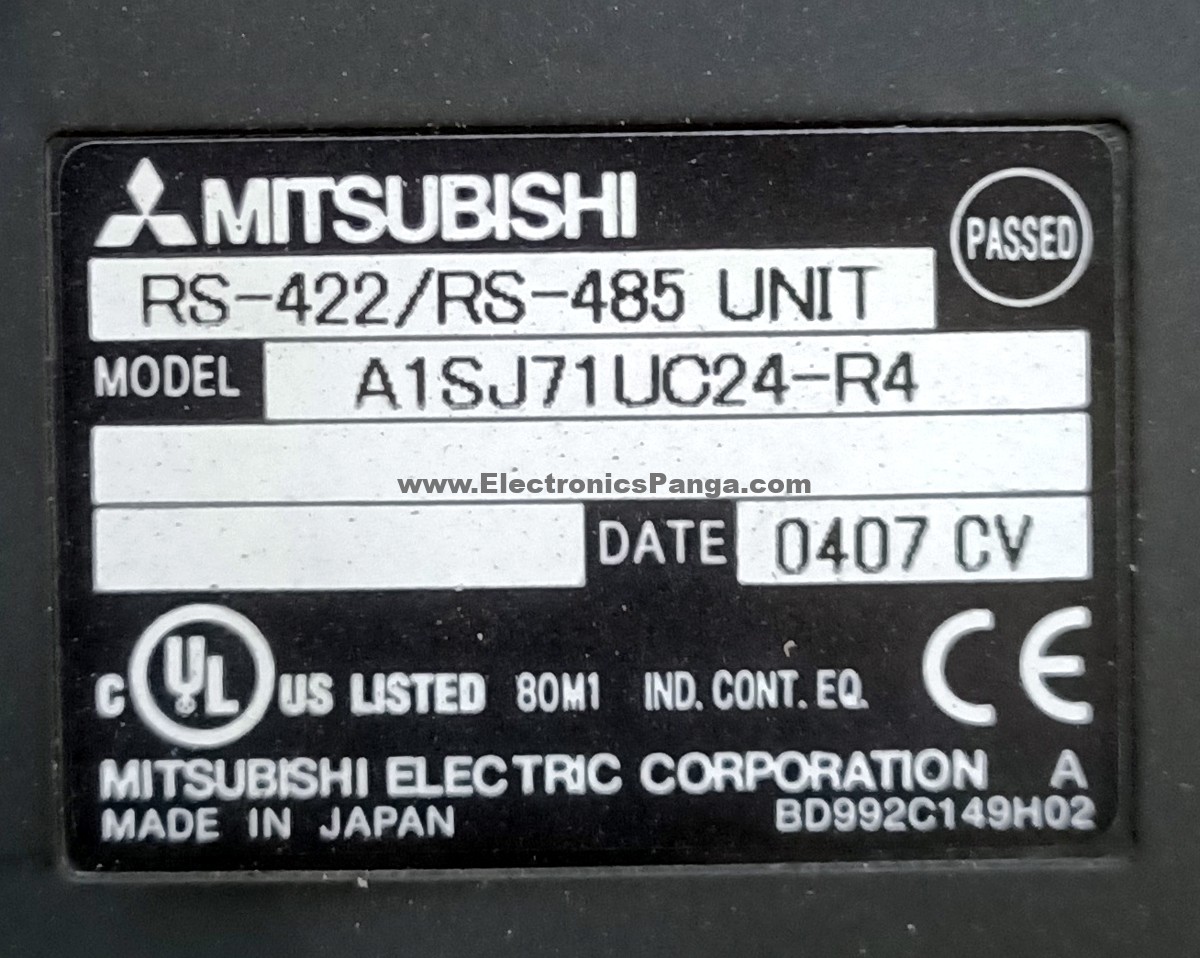 MITSUBISHI
PASSED
RS-422/RS-485 UNIT
MODEL A1SJ71UC24-R4
www.ElectronicsPanga.com
DATE 0407 CV
C UL US LISTED 80M1 IND. CONT. EQ. CE
MITSUBISHI ELECTRIC CORPORATION A
MADE IN JAPAN BD992C149H02